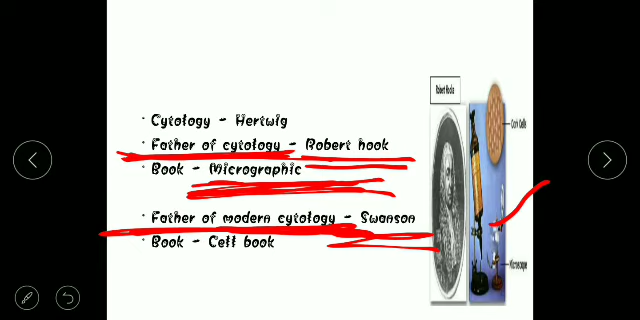 Robert Hooke
· Cytology - Hertwig
· Father of cytology - Robert hook
· Book - Micrographic
· Father of modern cytology - Swanson
· Book - Cell book
Cork Cells
Microscope